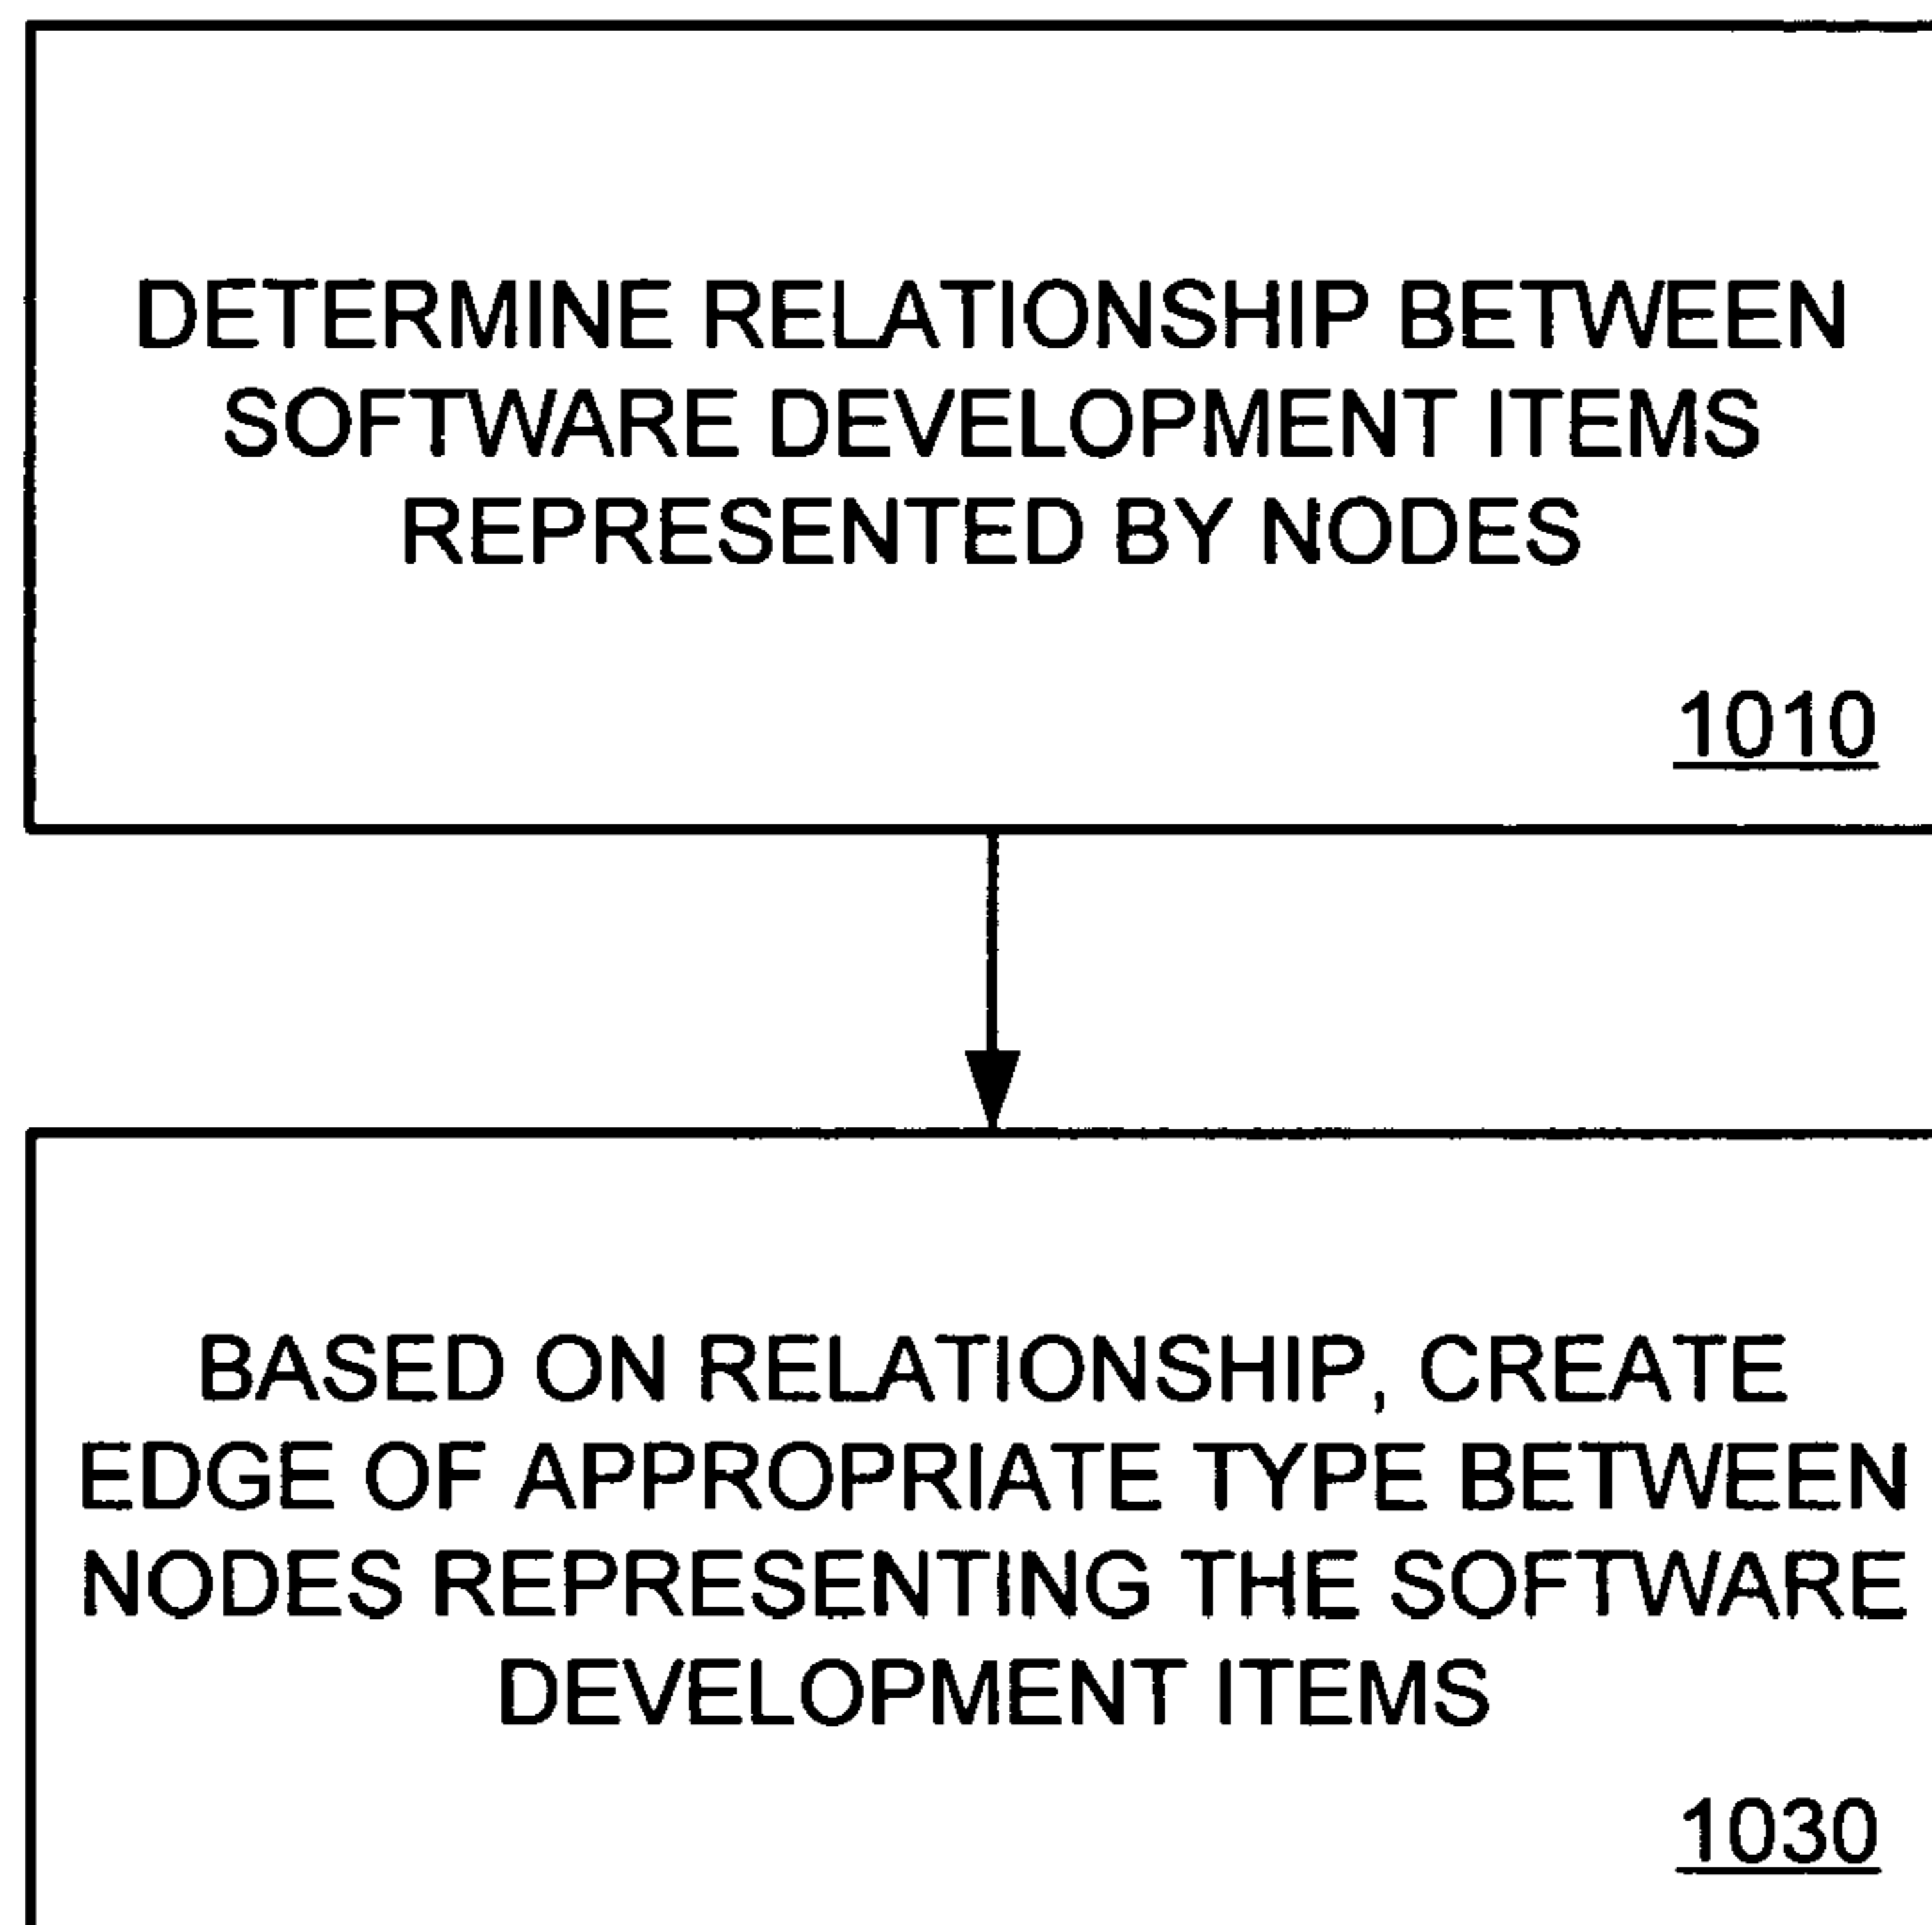 DETERMINE RELATIONSHIP BETWEEN
SOFTWARE DEVELOPMENT ITEMS
REPRESENTED BY NODES
1010
BASED ON RELATIONSHIP, CREATE
EDGE OF APPROPRIATE TYPE BETWEEN
NODES REPRESENTING THE SOFTWARE
DEVELOPMENT ITEMS
1030